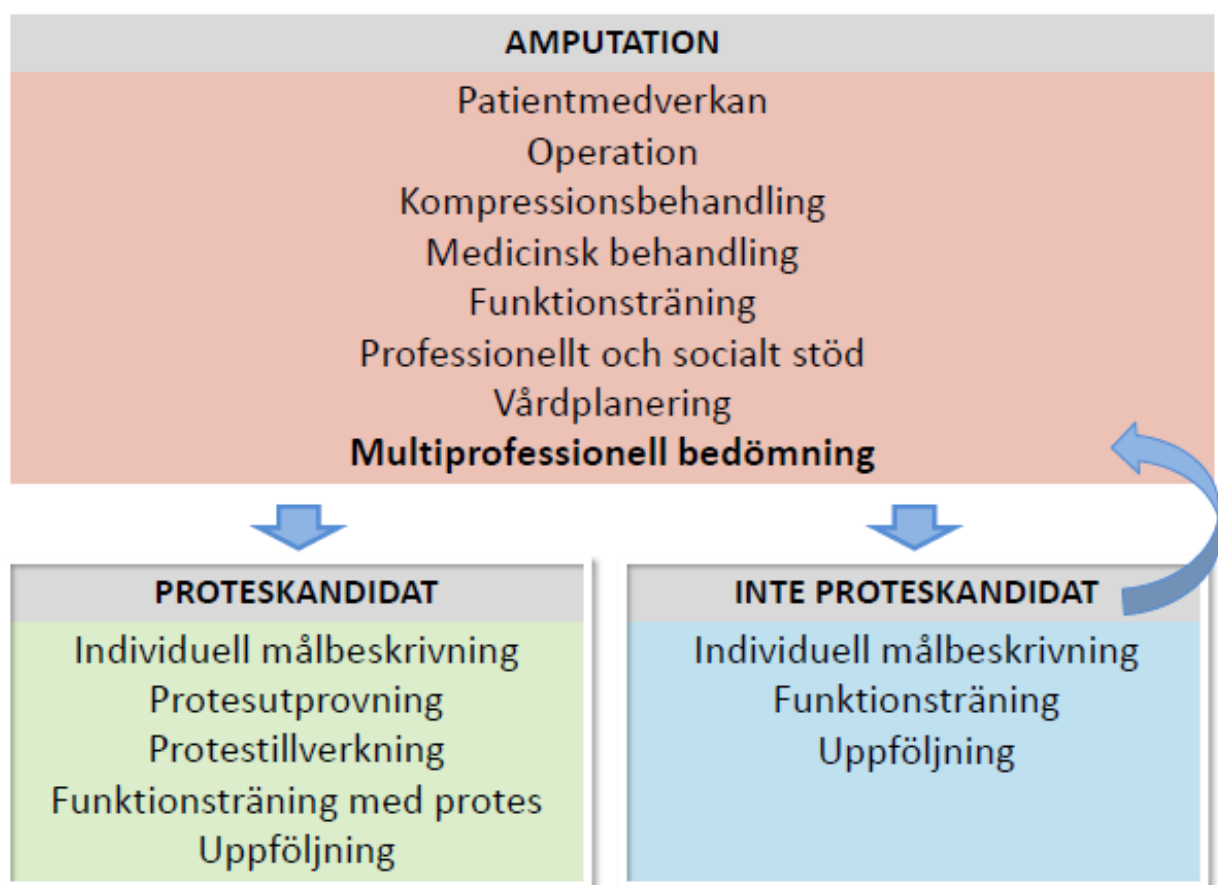 AMPUTATION
Patientmedverkan
Operation
Kompressionsbehandling
Medicinsk behandling
Funktionsträning
Professionellt och socialt stöd
Vårdplanering
Multiprofessionell bedömning
PROTESKANDIDAT
Individuell målbeskrivning
Protesutprovning
Protestillverkning
Funktionsträning med protes
Uppföljning
INTE PROTESKANDIDAT
Individuell målbeskrivning
Funktionsträning
Uppföljning